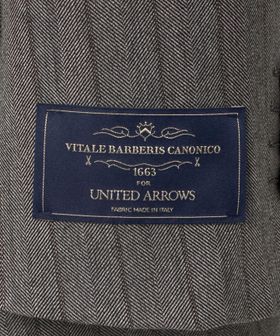 VITALE BARBERIS CANONICO
1663
FOR
UNITED ARROWS
FABRIC MADE IN ITALY